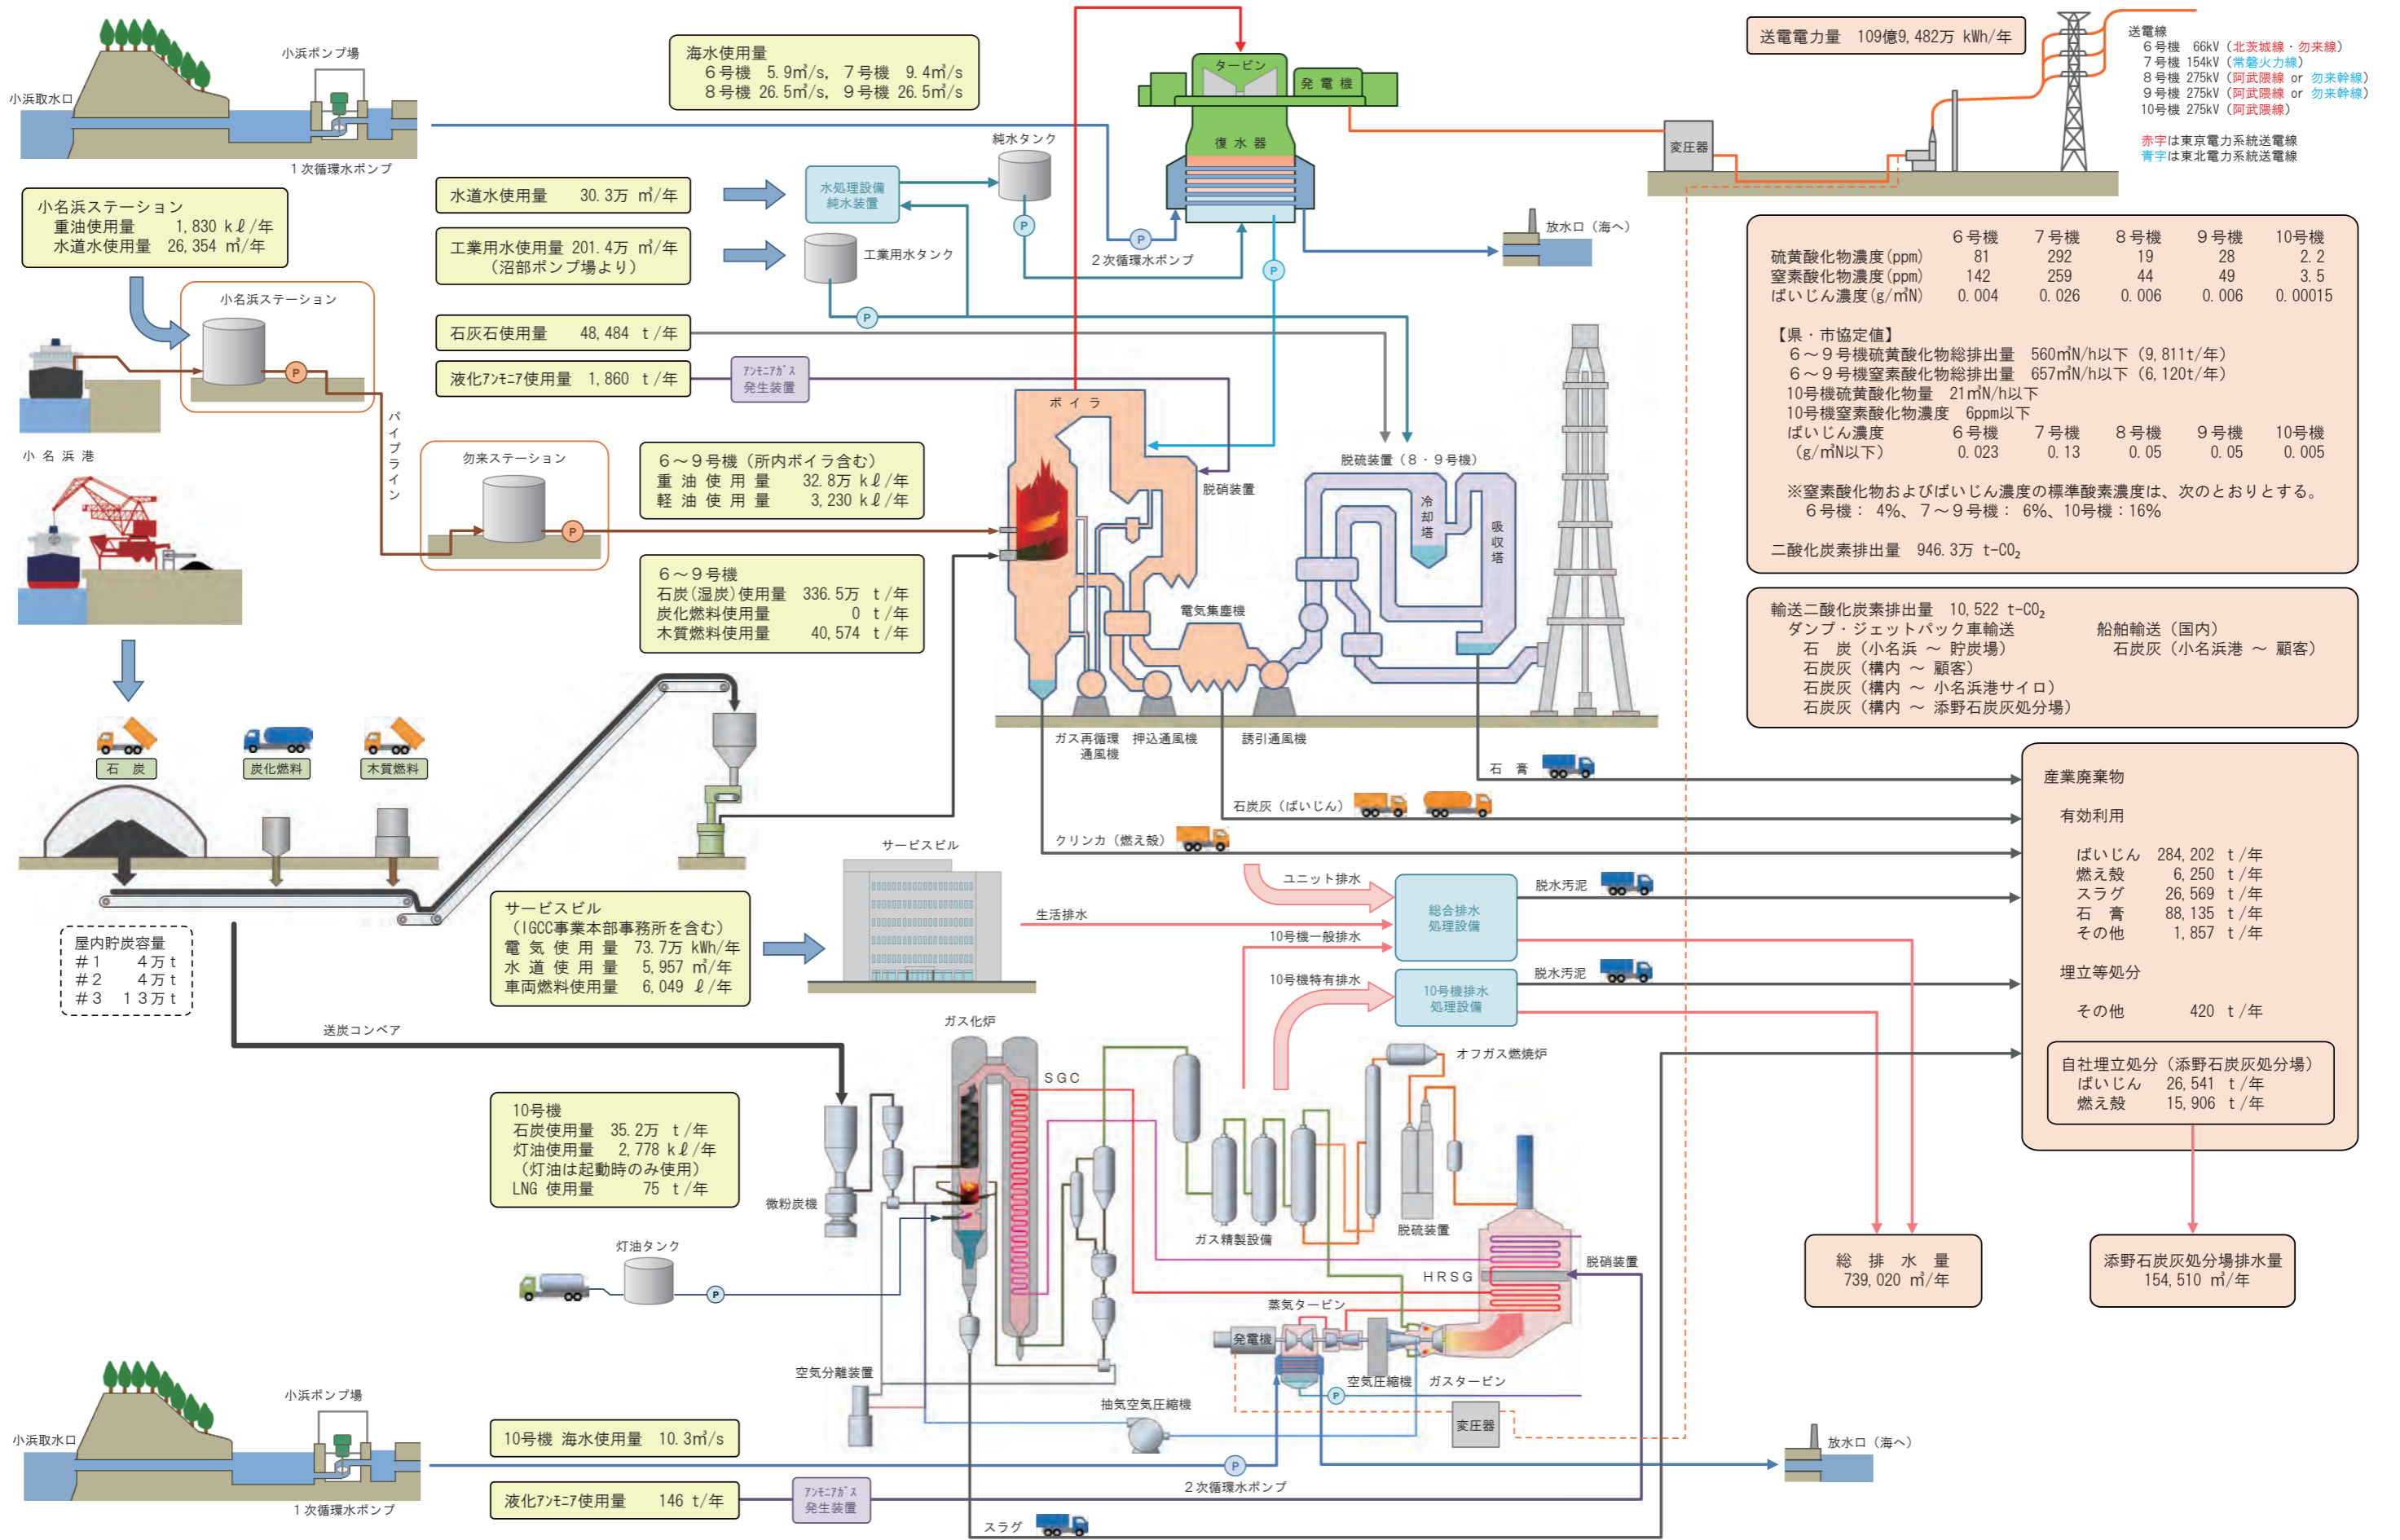 小浜取水口
小浜ポンプ場
1次循環水ポンプ
海水使用量
6号機 5.9㎥/s, 7号機 9.4㎥/s
8号機 26.5㎥/s, 9号機 26.5㎥/s
タービン
発電機
復水器
送電電力量 109億9,482万 kWh/年
送電線
6号機 66kV（北茨城線・勿来線）
7号機 154kV（常磐火力線）
8号機 275kV（阿武隈線 or 勿来幹線）
9号機 275kV（阿武隈線 or 勿来幹線）
10号機 275kV（阿武隈線）
赤字は東京電力系統送電線
青字は東北電力系統送電線
変圧器
小名浜ステーション
重油使用量 1,830 kℓ/年
水道水使用量 26,354 ㎥/年
水道水使用量 30.3万 ㎥/年
水処理設備
純水装置
純水タンク
P
工業用水使用量 201.4万 ㎥/年
（沼部ポンプ場より）
工業用水タンク
P
P
2次循環水ポンプ
P
放水口（海へ）
石灰石使用量 48,484 t/年
液化ｱﾝﾓﾆｱ使用量 1,860 t/年
ｱﾝﾓﾆｱｶﾞｽ
発生装置
小名浜ステーション
P
パイプライン
小名浜港
勿来ステーション
P
6～9号機（所内ボイラ含む）
重油使用量 32.8万 kℓ/年
軽油使用量 3,230 kℓ/年
6～9号機
石炭(湿炭)使用量 336.5万 t/年
炭化燃料使用量 0 t/年
木質燃料使用量 40,574 t/年
ボイラ
脱硝装置
脱硫装置（8・9号機）
冷却塔
吸収塔
電気集塵機
ガス再循環
通風機
押込通風機
誘引通風機
6号機 7号機 8号機 9号機 10号機
硫黄酸化物濃度(ppm) 81 292 19 28 2.2
窒素酸化物濃度(ppm) 142 259 44 49 3.5
ばいじん濃度(g/㎥N) 0.004 0.026 0.006 0.006 0.00015
【県・市協定値】
6～9号機硫黄酸化物総排出量 560㎥N/h以下（9,811t/年）
6～9号機窒素酸化物総排出量 657㎥N/h以下（6,120t/年）
10号機硫黄酸化物量 21㎥N/h以下
10号機窒素酸化物濃度 6ppm以下
ばいじん濃度 6号機 7号機 8号機 9号機 10号機
（g/㎥N以下） 0.023 0.13 0.05 0.05 0.005
※窒素酸化物およびばいじん濃度の標準酸素濃度は、次のとおりとする。
6号機： 4%、7～9号機： 6%、10号機：16%
二酸化炭素排出量 946.3万 t-CO₂
輸送二酸化炭素排出量 10,522 t-CO₂
ダンプ・ジェットパック車輸送 船舶輸送（国内）
石 炭（小名浜 ～ 貯炭場） 石炭灰（小名浜港 ～ 顧客）
石炭灰（構内 ～ 顧客）
石炭灰（構内 ～ 小名浜港サイロ）
石炭灰（構内 ～ 添野石炭灰処分場）
石炭
炭化燃料
木質燃料
屋内貯炭容量
＃1 4万t
＃2 4万t
＃3 13万t
サービスビル
（IGCC事業本部事務所を含む）
電気使用量 73.7万 kWh/年
水道使用量 5,957 ㎥/年
車両燃料使用量 6,049 ℓ/年
サービスビル
石膏
石炭灰（ばいじん）
クリンカ（燃え殻）
ユニット排水
生活排水
10号機一般排水
10号機特有排水
総合排水
処理設備
10号機排水
処理設備
脱水汚泥
脱水汚泥
産業廃棄物
有効利用
ばいじん 284,202 t/年
燃え殻 6,250 t/年
スラグ 26,569 t/年
石膏 88,135 t/年
その他 1,857 t/年
埋立等処分
その他 420 t/年
自社埋立処分（添野石炭灰処分場）
ばいじん 26,541 t/年
燃え殻 15,906 t/年
総排水量
739,020 ㎥/年
添野石炭灰処分場排水量
154,510 ㎥/年
送炭コンベア
10号機
石炭使用量 35.2万 t/年
灯油使用量 2,778 kℓ/年
（灯油は起動時のみ使用）
LNG 使用量 75 t/年
微粉炭機
ガス化炉
SGC
ガス精製設備
オフガス燃焼炉
脱硫装置
HRSG
脱硝装置
灯油タンク
P
空気分離装置
蒸気タービン
発電機
空気圧縮機
ガスタービン
P
抽気空気圧縮機
変圧器
小浜取水口
小浜ポンプ場
1次循環水ポンプ
10号機 海水使用量 10.3㎥/s
P
2次循環水ポンプ
放水口（海へ）
液化ｱﾝﾓﾆｱ使用量 146 t/年
ｱﾝﾓﾆｱｶﾞｽ
発生装置
スラグ